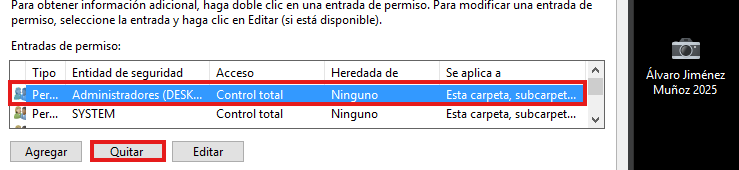 Para obtener información adicional, haga doble clic en una entrada de permiso. Para modificar una entrada de
permiso, seleccione la entrada y haga clic en Editar (si está disponible).
Entradas de permiso:
Tipo Entidad de seguridad Acceso Heredada de Se aplica a
Per... Administradores (DESK... Control total Ninguno Esta carpeta, subcarpet...
Per... SYSTEM Control total Ninguno Esta carpeta, subcarpet...
Agregar Quitar Editar
Álvaro Jiménez
Muñoz 2025